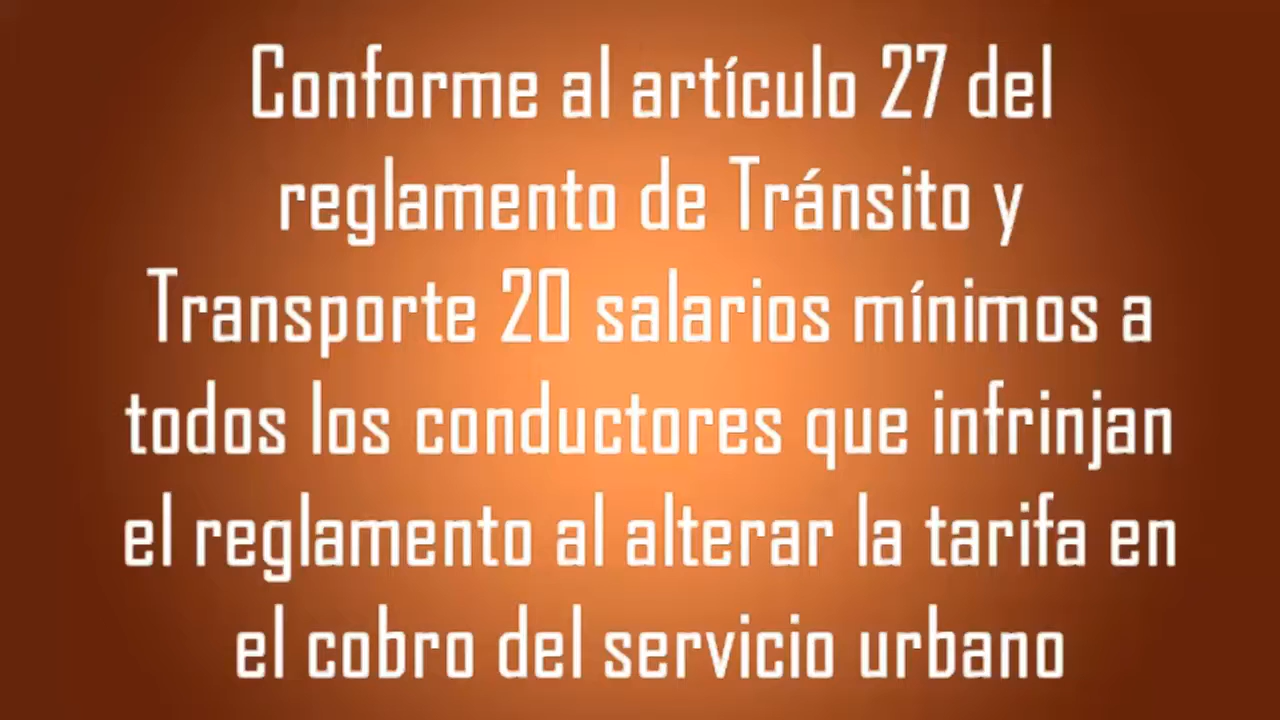 Conforme al artículo 27 del
reglamento de Tránsito y
Transporte 20 salarios mínimos a
todos los conductores que infrinjan
el reglamento al alterar la tarifa en
el cobro del servicio urbano